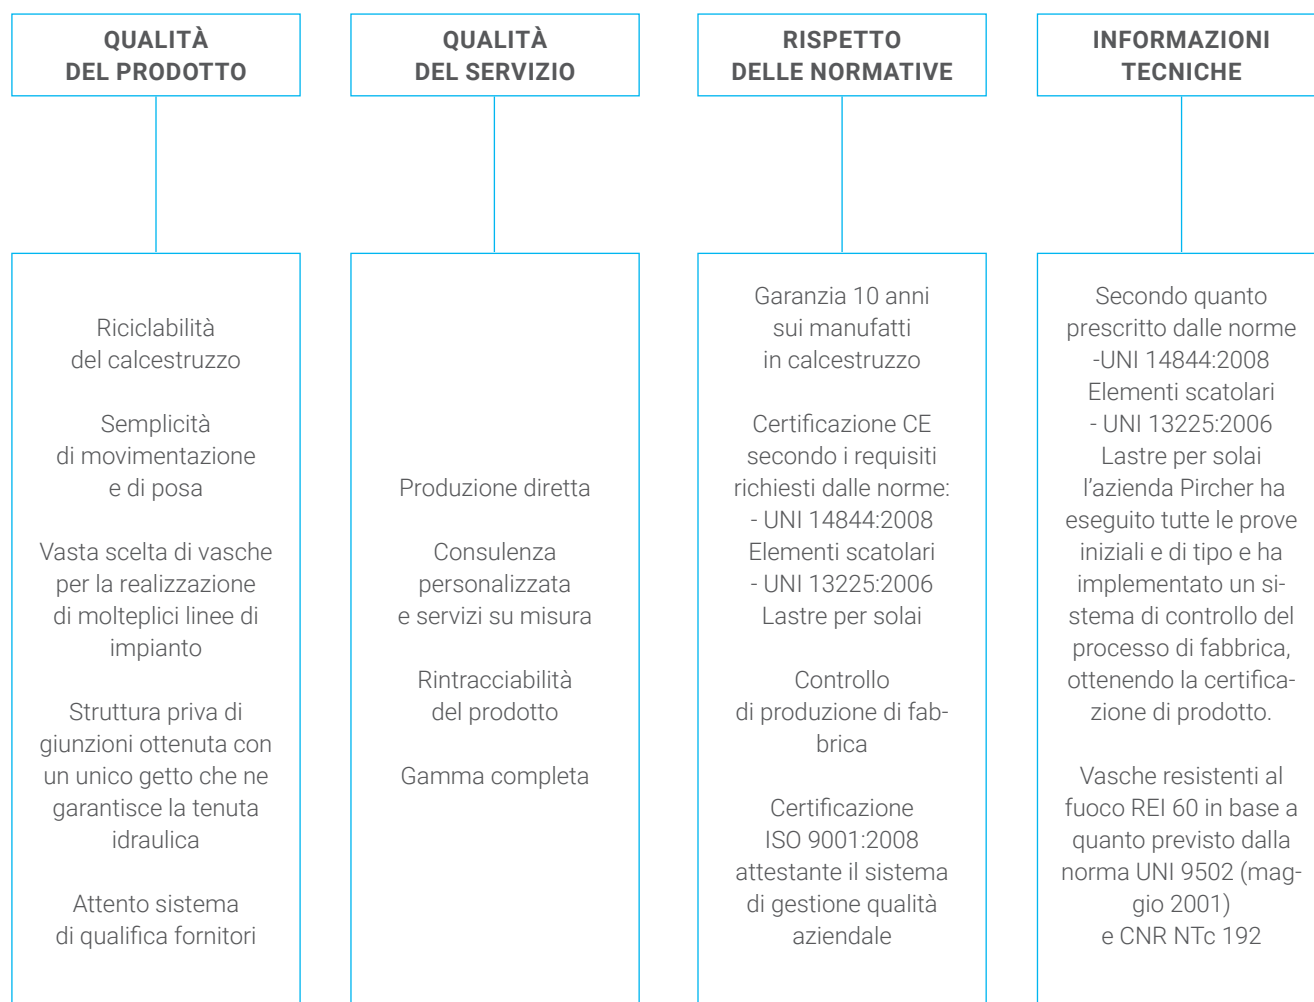 QUALITÀ
DEL PRODOTTO
Riciclabilità
del calcestruzzo
Semplicità
di movimentazione
e di posa
Vasta scelta di vasche
per la realizzazione
di molteplici linee di
impianto
Struttura priva di
giunzioni ottenuta con
un unico getto che ne
garantisce la tenuta
idraulica
Attento sistema
di qualifica fornitori
QUALITÀ
DEL SERVIZIO
Produzione diretta
Consulenza
personalizzata
e servizi su misura
Rintracciabilità
del prodotto
Gamma completa
RISPETTO
DELLE NORMATIVE
Garanzia 10 anni
sui manufatti
in calcestruzzo
Certificazione CE
secondo i requisiti
richiesti dalle norme:
- UNI 14844:2008
Elementi scatolari
- UNI 13225:2006
Lastre per solai
Controllo
di produzione di fab-
brica
Certificazione
ISO 9001:2008
attestante il sistema
di gestione qualità
aziendale
INFORMAZIONI
TECNICHE
Secondo quanto
prescritto dalle norme
-UNI 14844:2008
Elementi scatolari
- UNI 13225:2006
Lastre per solai
l’azienda Pircher ha
eseguito tutte le prove
iniziali e di tipo e ha
implementato un si-
stema di controllo del
processo di fabbrica,
ottenendo la certifica-
zione di prodotto.
Vasche resistenti al
fuoco REI 60 in base a
quanto previsto dalla
norma UNI 9502 (mag-
gio 2001)
e CNR NTc 192